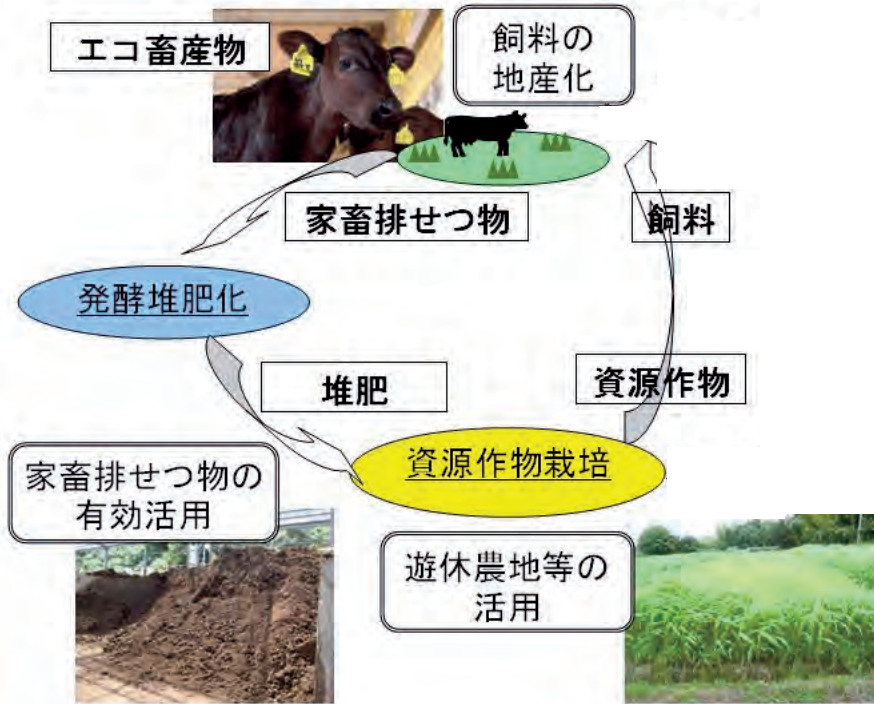 エコ畜産物
飼料の
地産化
家畜排せつ物
飼料
発酵堆肥化
堆肥
資源作物
資源作物栽培
家畜排せつ物の
有効活用
遊休農地等の
活用